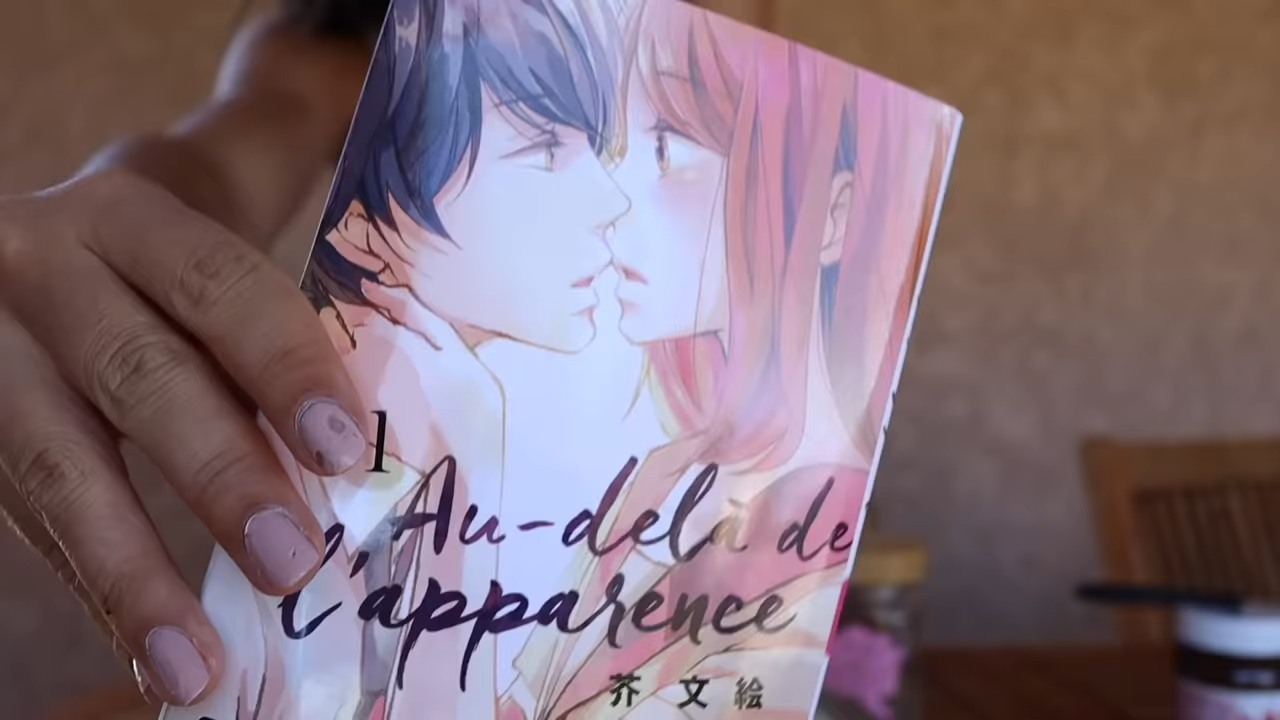 1
Au-delà de
l'apparence
芥 文絵